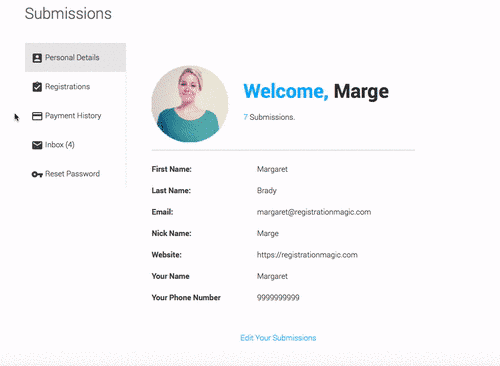 Submissions
Personal Details
Registrations
Payment History
Inbox (4)
Reset Password
Welcome, Marge
7 Submissions.
First Name: Margaret
Last Name: Brady
Email: margaret@registrationmagic.com
Nick Name: Marge
Website: https://registrationmagic.com
Your Name Margaret
Your Phone Number 9999999999
Edit Your Submissions